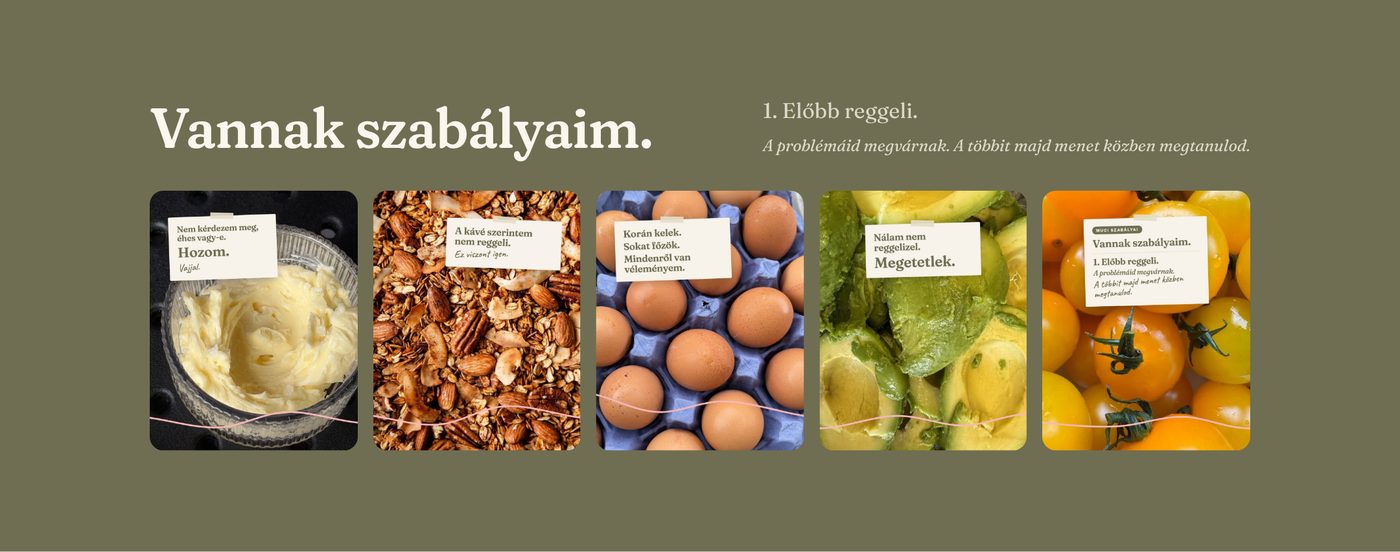 Vannak szabályaim.
1. Előbb reggeli.
A problémáid megvárnak. A többit majd menet közben megtanulod.
Nem kérdezem meg,
éhes vagy-e.
Hozom.
Vajjal.
A kávé szerintem
nem reggeli.
Ez viszont igen.
Korán kelek.
Sokat főzök.
Mindenről van
véleményem.
Nálam nem
reggelizel.
Megetetlek.
MUCI SZABÁLYAI
Vannak szabályaim.
1. Előbb reggeli.
A problémáid megvárnak.
A többit majd menet közben
megtanulod.